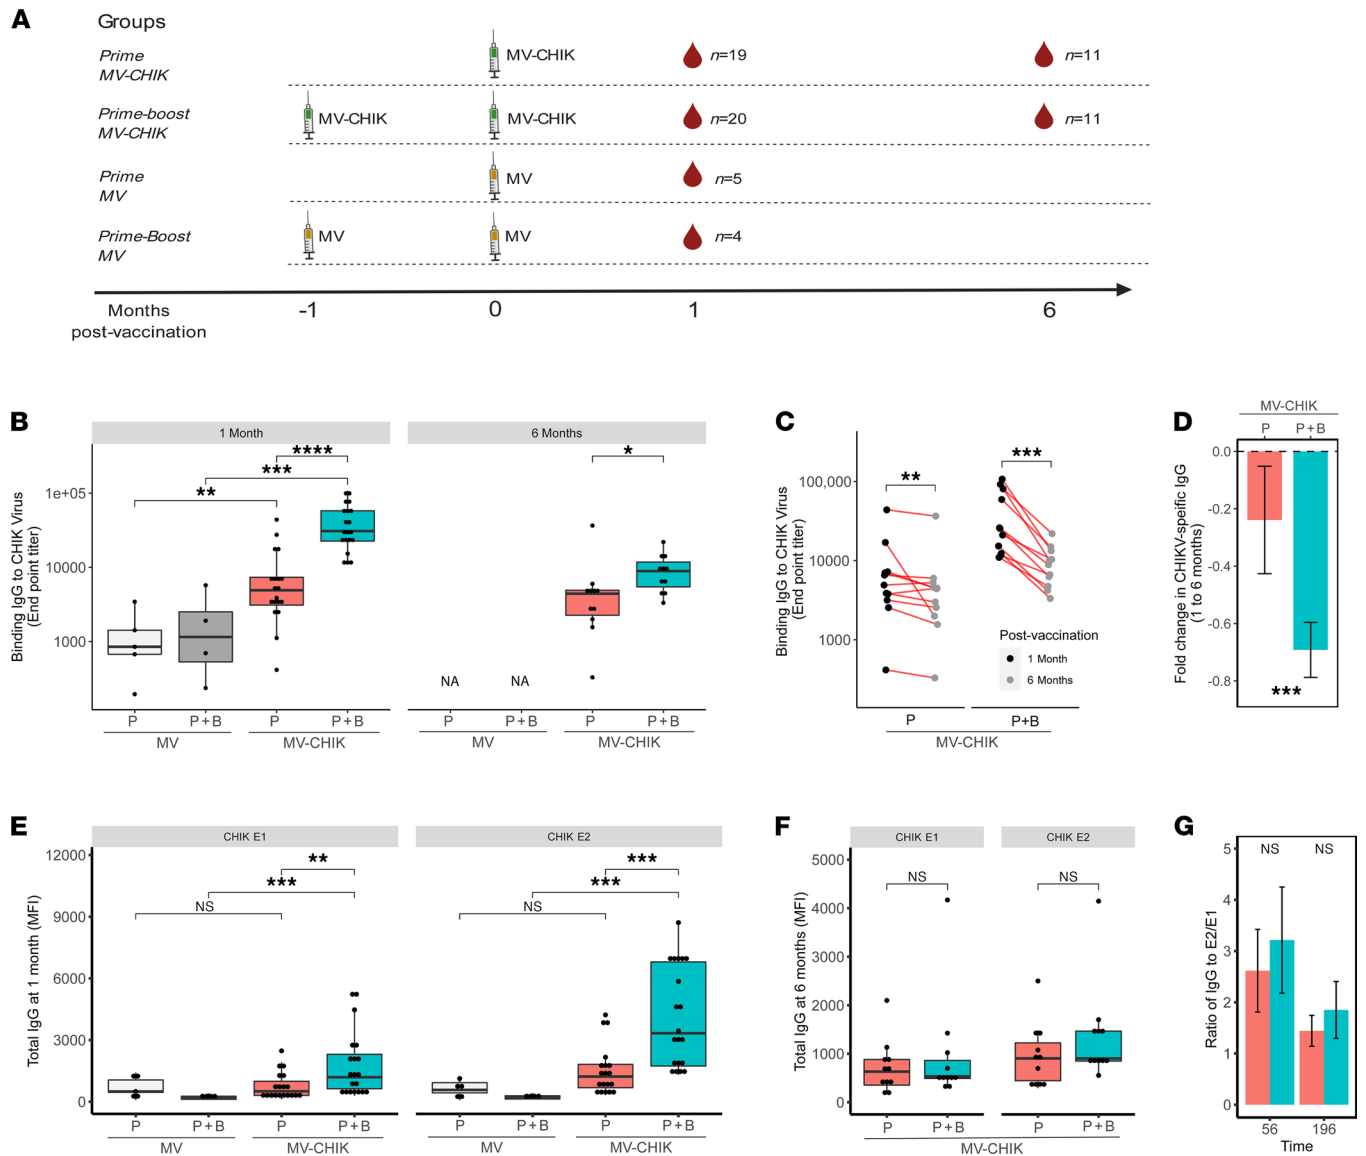 A
Groups
Prime
MV-CHIK
MV-CHIK
n=19
n=11
Prime-boost
MV-CHIK
MV-CHIK
MV-CHIK
n=20
n=11
Prime
MV
MV
n=5
Prime-Boost
MV
MV
MV
n=4
Months
post-vaccination
-1
0
1
6
B
1 Month
6 Months
Binding IgG to CHIK Virus
(End point titer)
1e+05
10000
1000
**
***
****
*
NA
NA
P
P+B
P
P+B
P
P+B
P
P+B
MV
MV-CHIK
MV
MV-CHIK
C
Binding IgG to CHIK Virus
(End point titer)
100,000
10000
1000
**
***
Post-vaccination
1 Month
6 Months
P
P+B
MV-CHIK
D
MV-CHIK
P
P+B
Fold change in CHIKV-speific IgG
(1 to 6 months)
0.0
-0.2
-0.4
-0.6
-0.8
***
E
CHIK E1
CHIK E2
Total IgG at 1 month (MFI)
12000
9000
6000
3000
0
NS
***
**
NS
***
***
P
P+B
P
P+B
P
P+B
P
P+B
MV
MV-CHIK
MV
MV-CHIK
F
CHIK E1
CHIK E2
Total IgG at 6 months (MFI)
5000
4000
3000
2000
1000
0
NS
NS
P
P+B
P
P+B
MV-CHIK
G
Ratio of IgG to E2/E1
5
4
3
2
1
0
NS
NS
56
196
Time